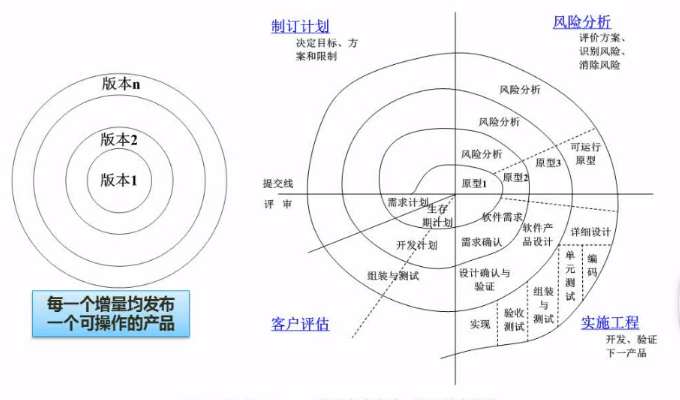 版本n
版本2
版本1
每一个增量均发布
一个可操作的产品
制订计划
决定目标、方
案和限制
风险分析
评价方案、
识别风险、
消除风险
风险分析
风险分析
风险分析
可运行
原型
原型3
原型2
原型1
提交线
评 审
需求计划
生存
期计划
开发计划
组装与测试
软件需求
需求确认
软件产
品设计
设计确认与
验证
详细设计
单
元
测
试
编
码
组装
与
测试
验收
测试
实现
客户评估
实施工程
开发、验证
下一产品